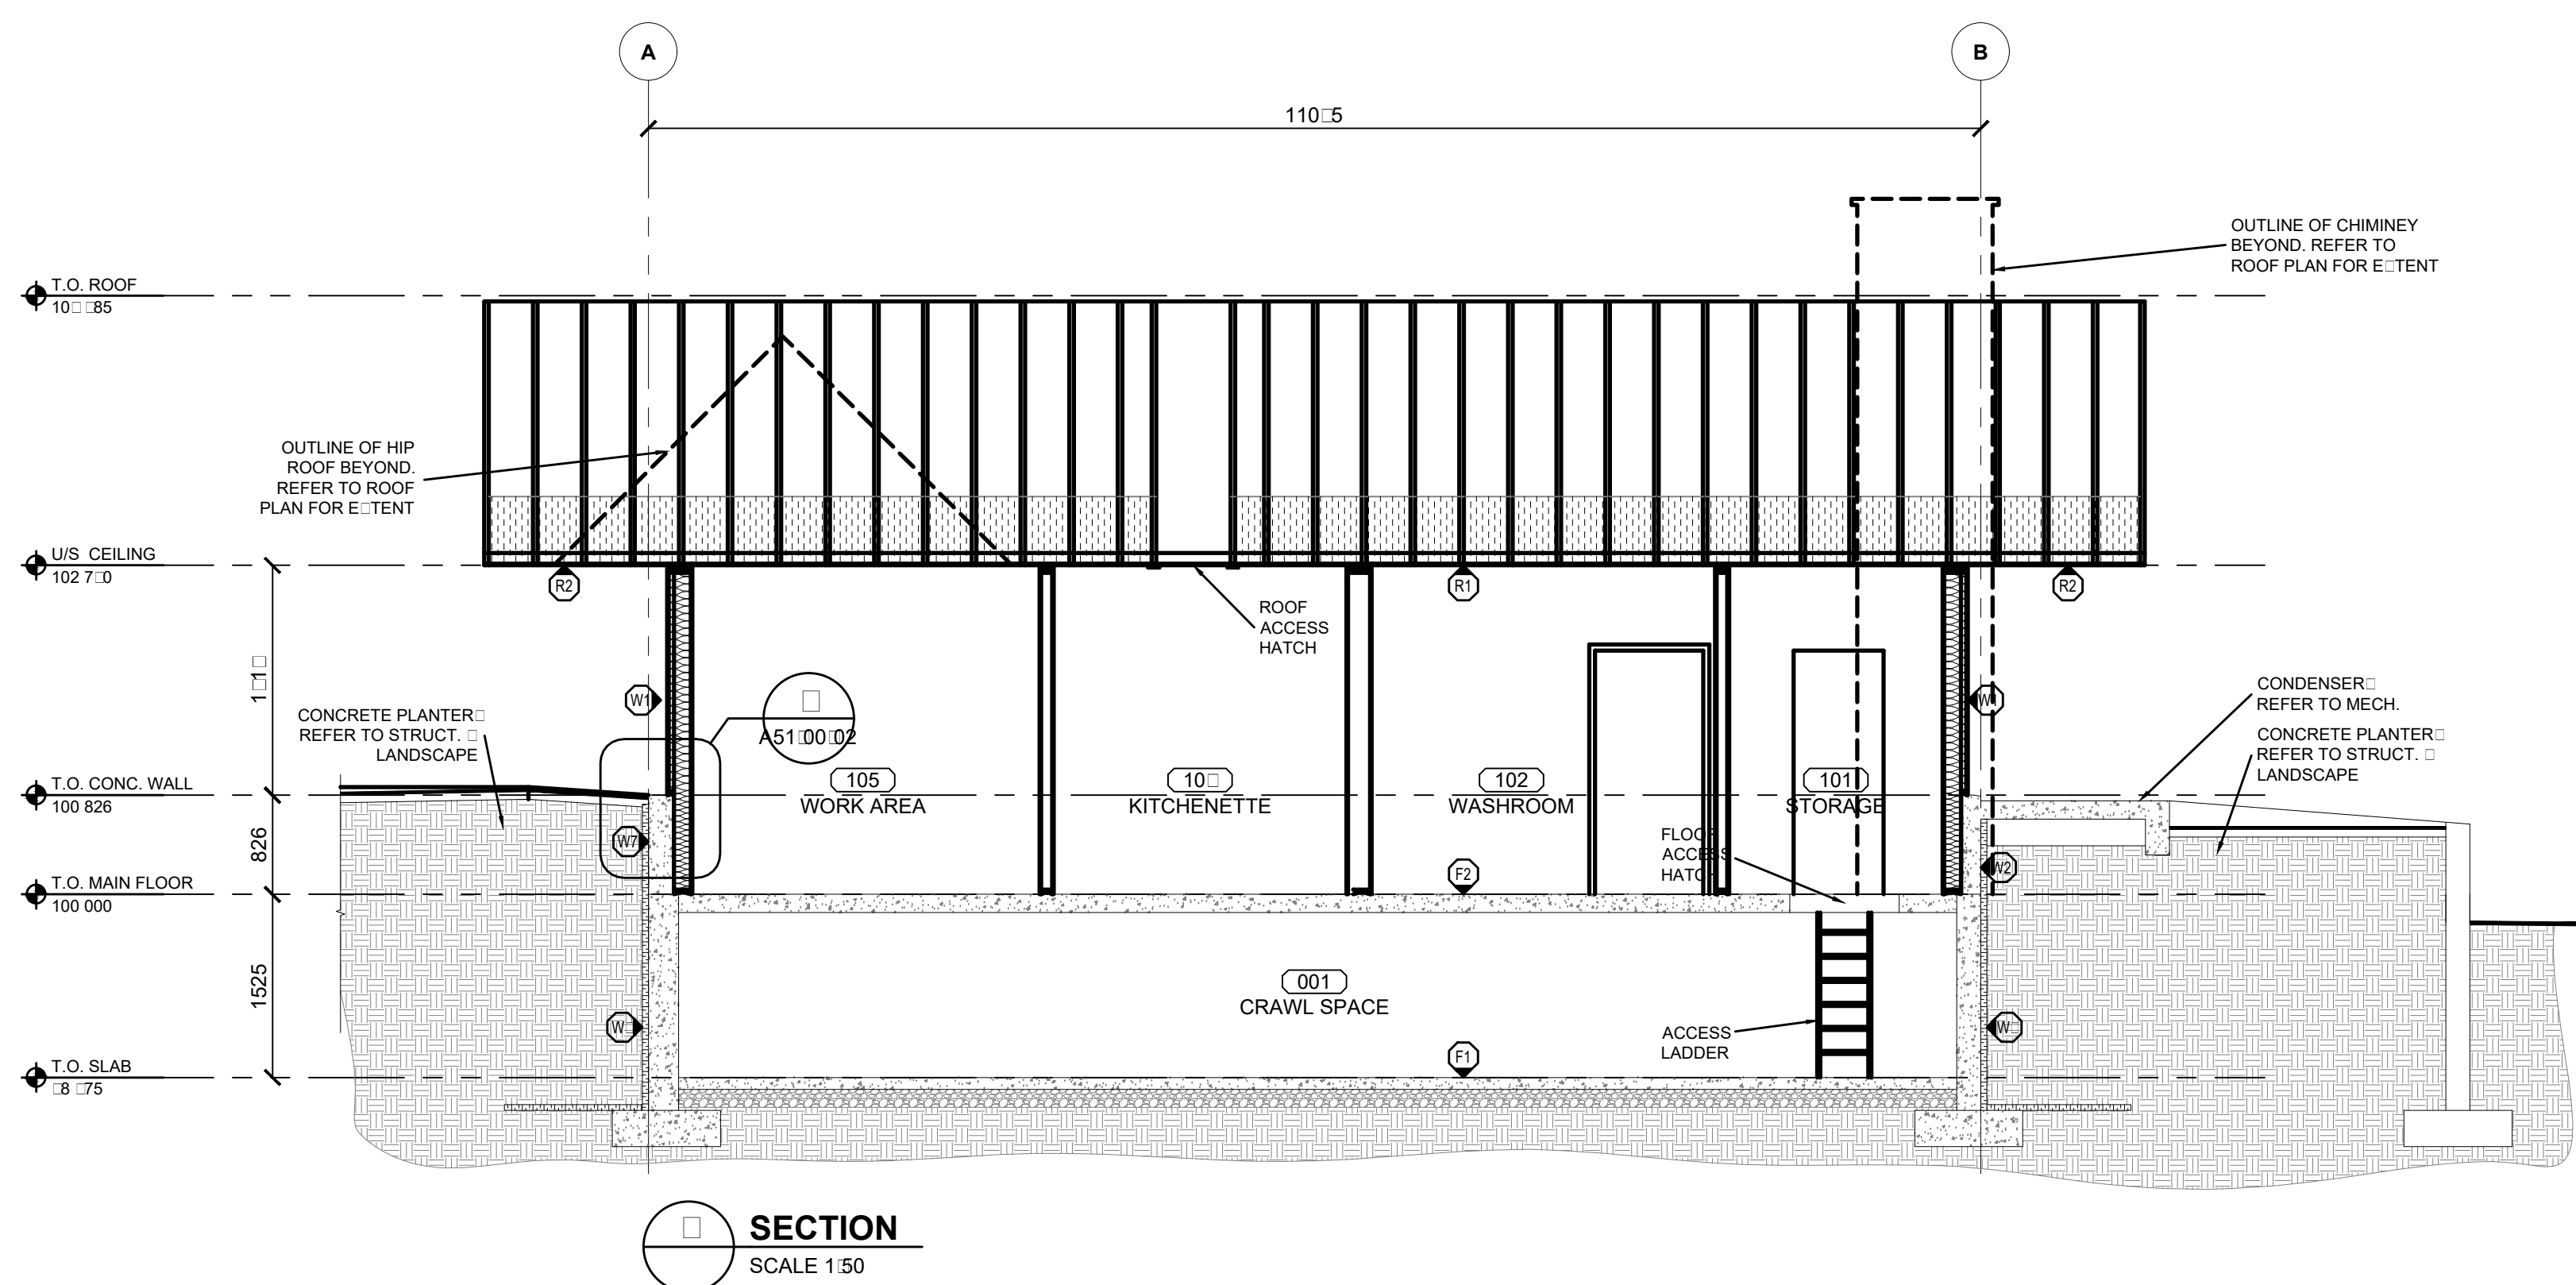 A
B
110□5
OUTLINE OF CHIMINEY
BEYOND. REFER TO
ROOF PLAN FOR E□TENT
T.O. ROOF
10□ □85
OUTLINE OF HIP
ROOF BEYOND.
REFER TO ROOF
PLAN FOR E□TENT
U/S CEILING
102 7□0
R2
R1
R2
ROOF
ACCESS
HATCH
1□1□
W1
W1
□
A51□00□02
CONCRETE PLANTER□
REFER TO STRUCT. □
LANDSCAPE
CONDENSER□
REFER TO MECH.
CONCRETE PLANTER□
REFER TO STRUCT. □
LANDSCAPE
105
WORK AREA
10□
KITCHENETTE
102
WASHROOM
101
STORAGE
T.O. CONC. WALL
100 826
826
W7
FLOOR
ACCESS
HATCH
W2
F2
T.O. MAIN FLOOR
100 000
1525
001
CRAWL SPACE
W□
W□
ACCESS
LADDER
F1
T.O. SLAB
□8 □75
□
SECTION
SCALE 1□50